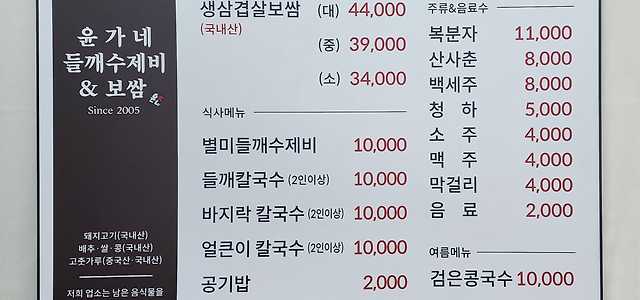 윤가네
들깨수제비
& 보쌈
Since 2005
돼지고기(국내산)
배추·쌀·콩(국내산)
고춧가루(중국산·국내산)
저희 업소는 남은 음식물을
생삼겹살보쌈 (대) 44,000
(국내산)
(중) 39,000
(소) 34,000
식사메뉴
별미들깨수제비 10,000
들깨칼국수 (2인이상) 10,000
바지락 칼국수 (2인이상) 10,000
얼큰이 칼국수 (2인이상) 10,000
공기밥 2,000
주류&음료수
복분자 11,000
산사춘 8,000
백세주 8,000
청하 5,000
소주 4,000
맥주 4,000
막걸리 4,000
음료 2,000
여름메뉴
검은콩국수 10,000